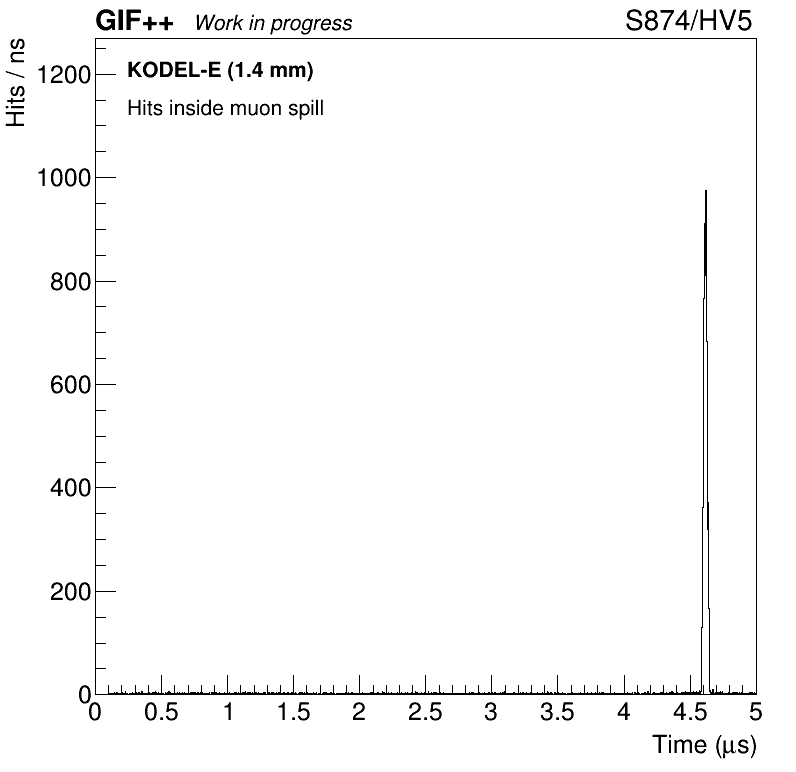 GIF++ Work in progress S874/HV5
Hits / ns
KODEL-E (1.4 mm)
Hits inside muon spill
1200
1000
800
600
400
200
0
0 0.5 1 1.5 2 2.5 3 3.5 4 4.5 5
Time (μs)